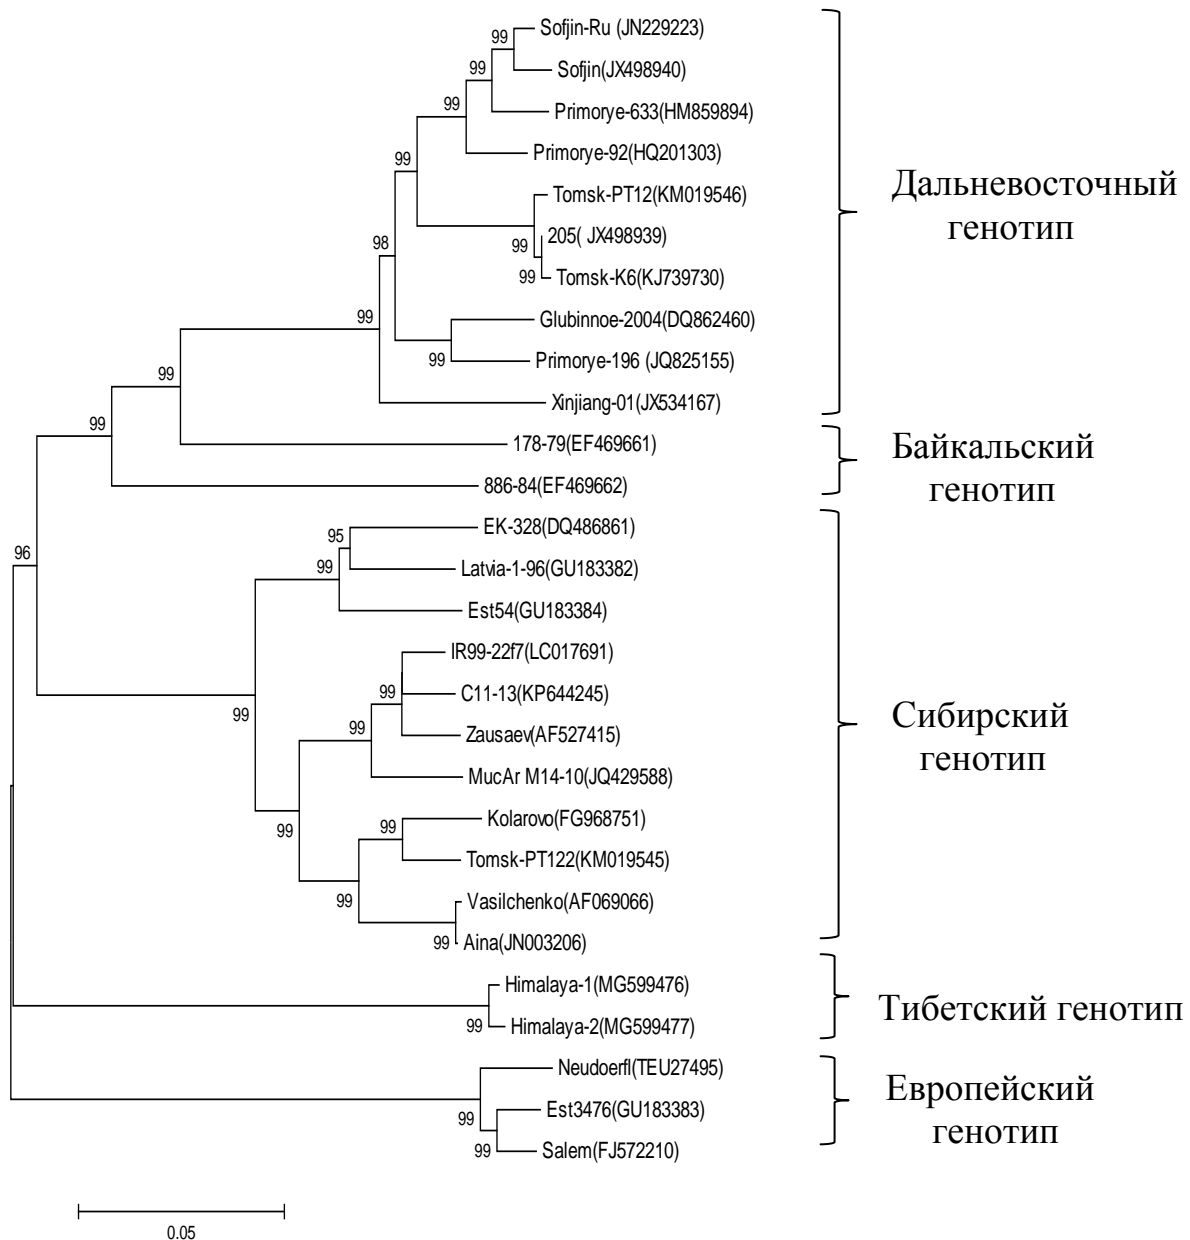 99
Sofjin-Ru (JN229223)
99
Sofjin(JX498940)
99
Primorye-633(HM859894)
99
Primorye-92(HQ201303)
99
Tomsk-PT12(KM019546)
99
205( JX498939)
99
Tomsk-K6(KJ739730)
98
Glubinnoe-2004(DQ862460)
99
Primorye-196 (JQ825155)
99
Xinjiang-01(JX534167)
Дальневосточный
генотип
99
178-79(EF469661)
99
886-84(EF469662)
Байкальский
генотип
96
95
EK-328(DQ486861)
99
Latvia-1-96(GU183382)
Est54(GU183384)
IR99-22f7(LC017691)
99
C11-13(KP644245)
99
Zausaev(AF527415)
99
MucAr M14-10(JQ429588)
99
Kolarovo(FG968751)
99
Tomsk-PT122(KM019545)
99
Vasilchenko(AF069066)
99
Aina(JN003206)
Сибирский
генотип
Himalaya-1(MG599476)
99
Himalaya-2(MG599477)
Тибетский генотип
Neudoerfl(TEU27495)
99
Est3476(GU183383)
99
Salem(FJ572210)
Европейский
генотип
0.05